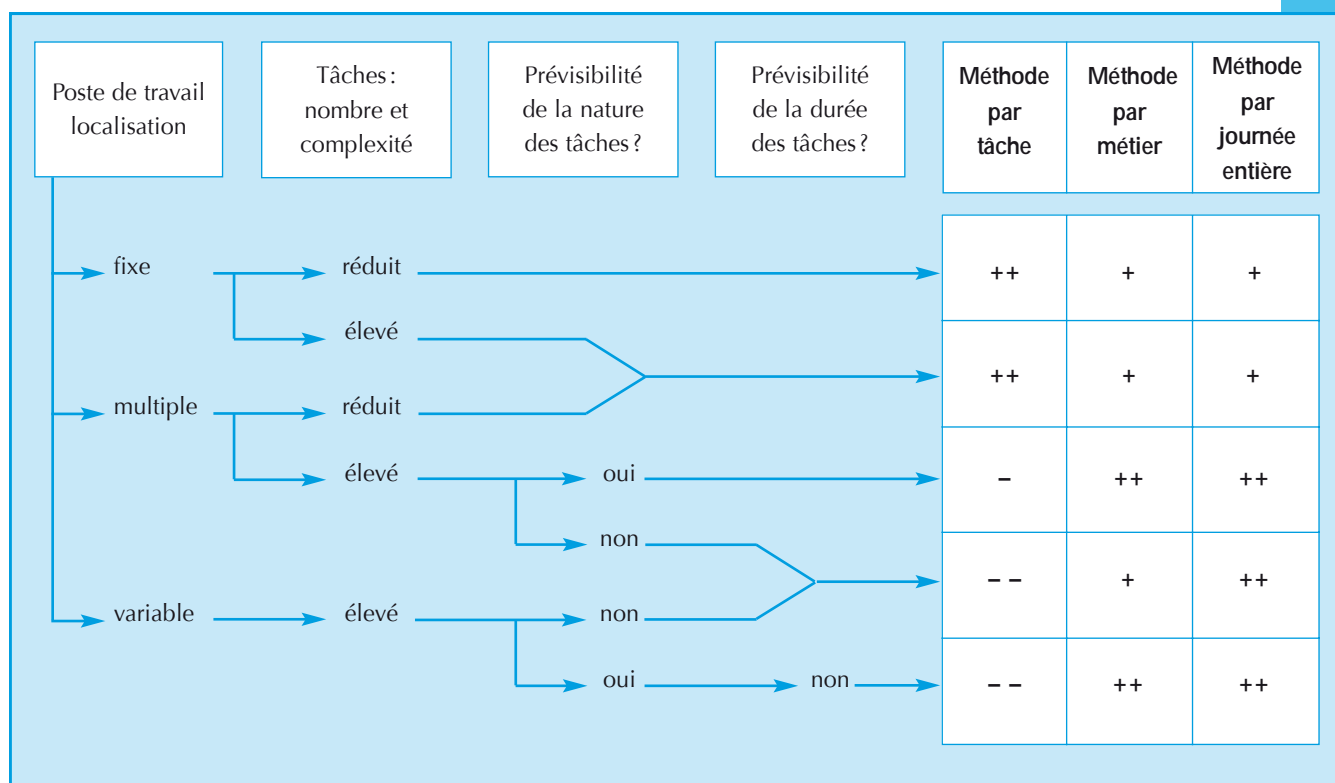 Poste de travail
localisation
Tâches :
nombre et
complexité
Prévisibilité
de la nature
des tâches ?
Prévisibilité
de la durée
des tâches ?
Méthode
par
tâche
Méthode
par
métier
Méthode
par
journée
entière
fixe
réduit
++
+
+
élevé
++
+
+
multiple
réduit
élevé
oui
–
++
++
non
– –
+
++
variable
élevé
non
oui
non
– –
++
++